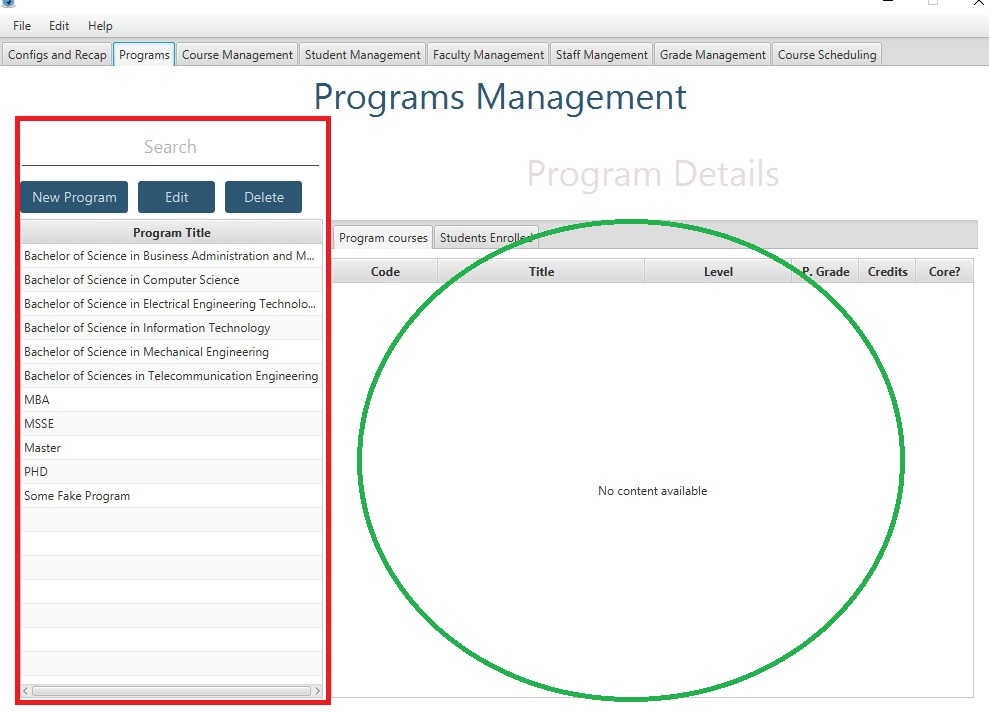 File Edit Help
Configs and Recap Programs Course Management Student Management Faculty Management Staff Mangement Grade Management Course Scheduling
Programs Management
Search
New Program Edit Delete
Program Title
Bachelor of Science in Business Administration and M...
Bachelor of Science in Computer Science
Bachelor of Science in Electrical Engineering Technolo...
Bachelor of Science in Information Technology
Bachelor of Science in Mechanical Engineering
Bachelor of Sciences in Telecommunication Engineering
MBA
MSSE
Master
PHD
Some Fake Program
Program Details
Program courses Students Enrolled
Code Title Level P. Grade Credits Core?
No content available